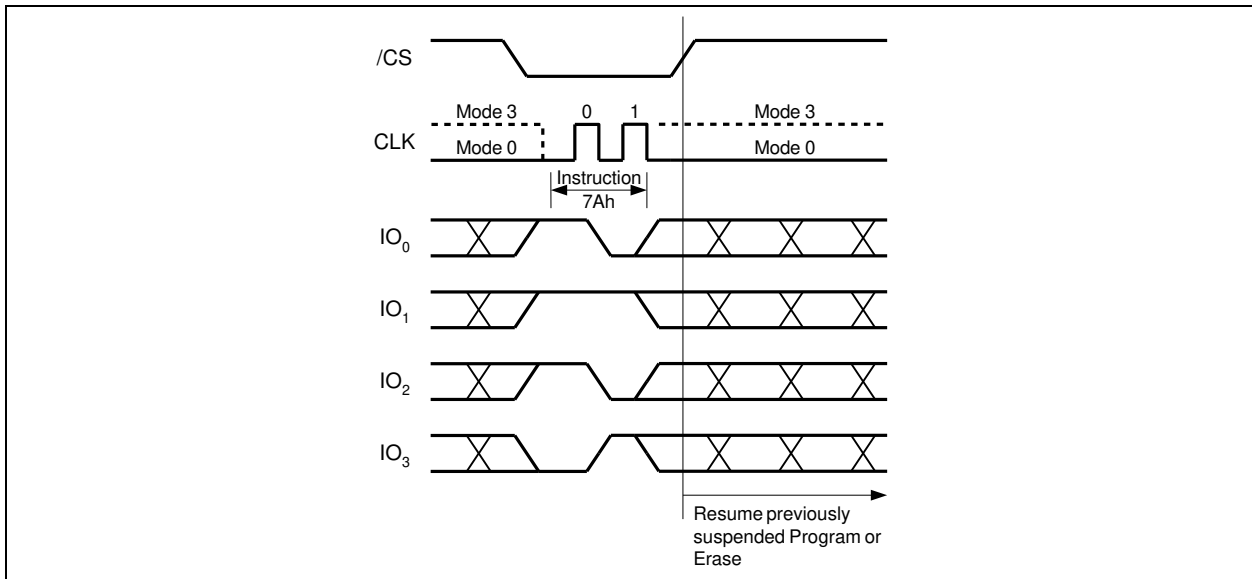 /CS
Mode 3 0 1 Mode 3
CLK Mode 0 Mode 0
Instruction
7Ah
IO0
IO1
IO2
IO3
Resume previously
suspended Program or
Erase